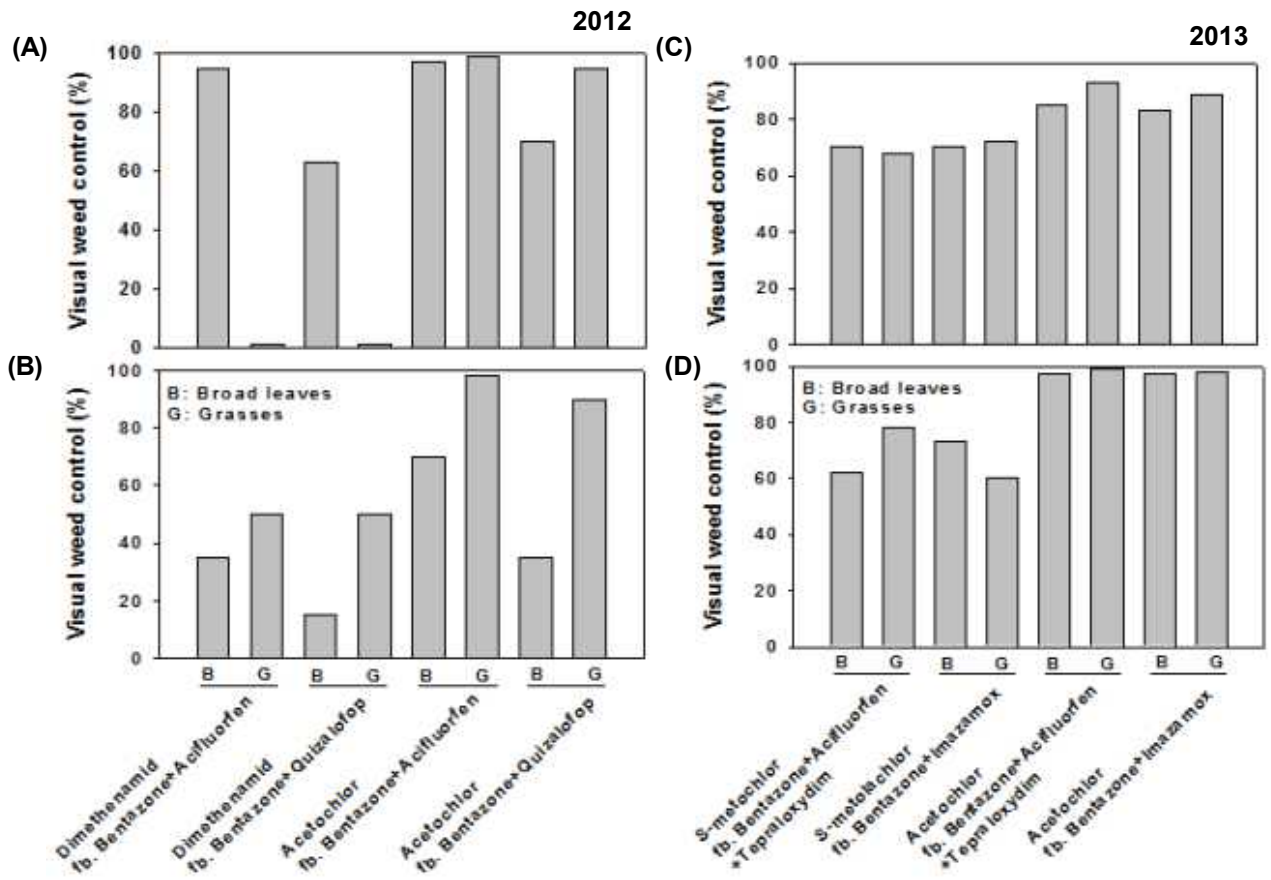 2012
(A)
Visual weed control (%)
100
80
60
40
20
0
(B)
Visual weed control (%)
100
80
60
40
20
0
B: Broad leaves
G: Grasses
B G B G B G B G
Dimethenamid
fb. Bentazone+Acifluorfen
Dimethenamid
fb. Bentazone+Quizalofop
Acetochlor
fb. Bentazone+Acifluorfen
Acetochlor
fb. Bentazone+Quizalofop
2013
(C)
Visual weed control (%)
100
80
60
40
20
0
(D)
Visual weed control (%)
100
80
60
40
20
0
B: Broad leaves
G: Grasses
B G B G B G B G
S-metochlor
fb. Bentazone+Acifluorfen
+Tepraloxydim
S-metolachlor
fb. Bentazone+Imazamox
Acetochlor
fb. Bentazone+Acifluorfen
+Tepraloxydim
Acetochlor
fb. Bentazone+Imazamox